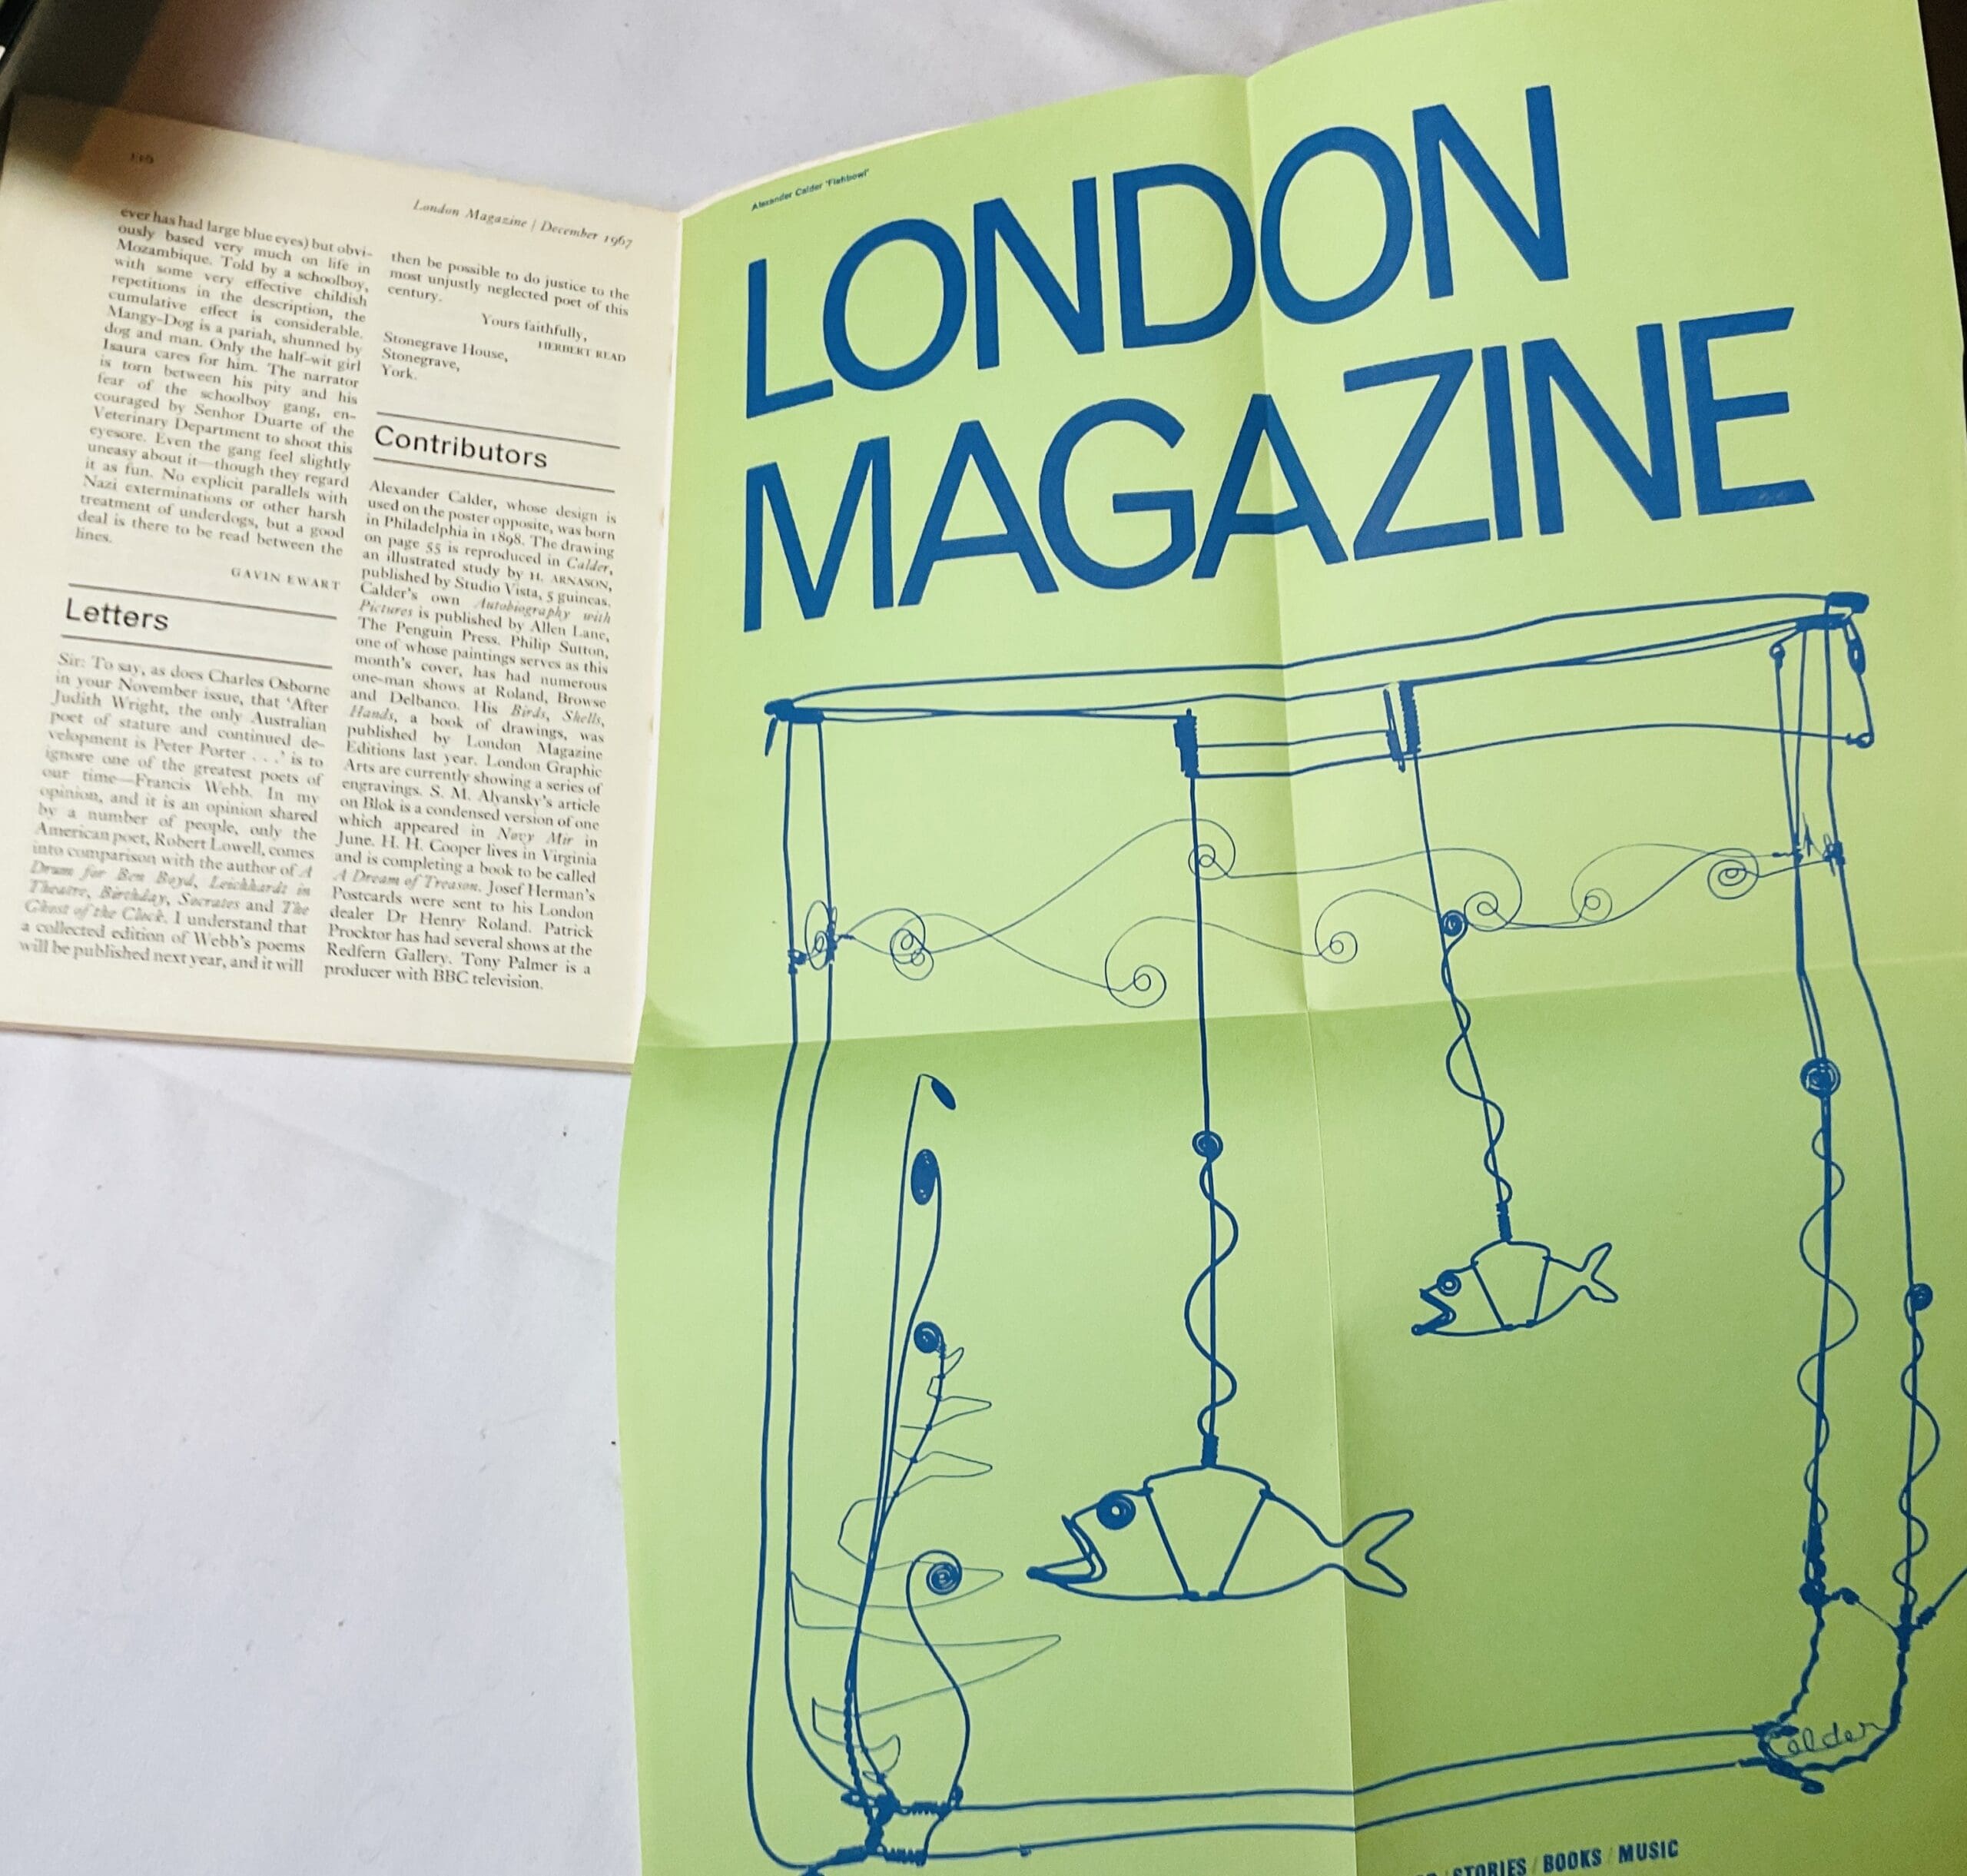 116
London Magazine / December 1967
ever has had large blue eyes) but obvi-
ously based very much on life in
Mozambique. Told by a schoolboy,
with some very effective childish
repetitions in the description, the
cumulative effect is considerable.
Mangy-Dog is a pariah, shunned by
dog and man. Only the half-wit girl
Isaura cares for him. The narrator
is torn between his pity and his
fear of the schoolboy gang, en-
couraged by Senhor Duarte of the
Veterinary Department to shoot this
eyesore. Even the gang feel slightly
uneasy about it—though they regard
it as fun. No explicit parallels with
Nazi exterminations or other harsh
treatment of underdogs, but a good
deal is there to be read between the
lines.
GAVIN EWART
Letters
Sir: To say, as does Charles Osborne
in your November issue, that 'After
Judith Wright, the only Australian
poet of stature and continued de-
velopment is Peter Porter . . .' is to
ignore one of the greatest poets of
our time—Francis Webb. In my
opinion, and it is an opinion shared
by a number of people, only the
American poet, Robert Lowell, comes
into comparison with the author of A
Drum for Ben Boyd, Leichhardt in
Theatre, Birthday, Socrates and The
Ghost of the Clock. I understand that
a collected edition of Webb's poems
will be published next year, and it will
then be possible to do justice to the
most unjustly neglected poet of this
century.
Yours faithfully,
HERBERT READ
Stonegrave House,
Stonegrave,
York.
Contributors
Alexander Calder, whose design is
used on the poster opposite, was born
in Philadelphia in 1898. The drawing
on page 55 is reproduced in Calder,
an illustrated study by H. ARNASON,
published by Studio Vista, 5 guineas.
Calder's own Autobiography with
Pictures is published by Allen Lane,
The Penguin Press. Philip Sutton,
one of whose paintings serves as this
month's cover, has had numerous
one-man shows at Roland, Browse
and Delbanco. His Birds, Shells,
Hands, a book of drawings, was
published by London Magazine
Editions last year. London Graphic
Arts are currently showing a series of
engravings. S. M. Alyansky's article
on Blok is a condensed version of one
which appeared in Novy Mir in
June. H. H. Cooper lives in Virginia
and is completing a book to be called
A Dream of Treason. Josef Herman's
Postcards were sent to his London
dealer Dr Henry Roland. Patrick
Procktor has had several shows at the
Redfern Gallery. Tony Palmer is a
producer with BBC television.
Alexander Calder 'Fishbowl'
LONDON
MAGAZINE
Calder
/ STORIES / BOOKS / MUSIC